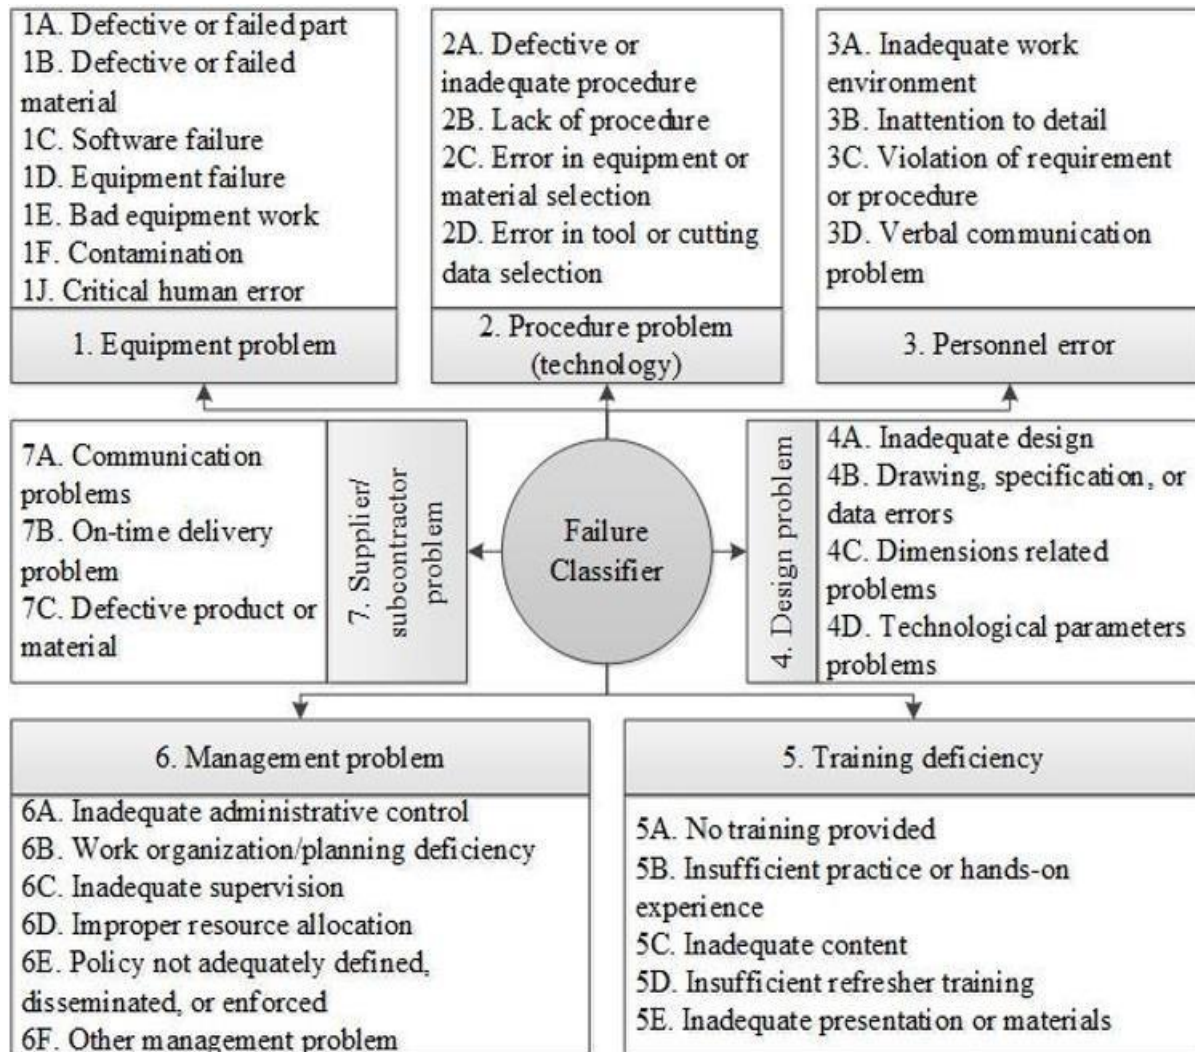 1A. Defective or failed part
1B. Defective or failed
material
1C. Software failure
1D. Equipment failure
1E. Bad equipment work
1F. Contamination
1J. Critical human error
1. Equipment problem
2A. Defective or
inadequate procedure
2B. Lack of procedure
2C. Error in equipment or
material selection
2D. Error in tool or cutting
data selection
2. Procedure problem
(technology)
3A. Inadequate work
environment
3B. Inattention to detail
3C. Violation of requirement
or procedure
3D. Verbal communication
problem
3. Personnel error
7A. Communication
problems
7B. On-time delivery
problem
7C. Defective product or
material
7. Supplier/
subcontractor
problem
Failure
Classifier
4. Design problem
4A. Inadequate design
4B. Drawing, specification, or
data errors
4C. Dimensions related
problems
4D. Technological parameters
problems
6. Management problem
6A. Inadequate administrative control
6B. Work organization/planning deficiency
6C. Inadequate supervision
6D. Improper resource allocation
6E. Policy not adequately defined,
disseminated, or enforced
6F. Other management problem
5. Training deficiency
5A. No training provided
5B. Insufficient practice or hands-on
experience
5C. Inadequate content
5D. Insufficient refresher training
5E. Inadequate presentation or materials